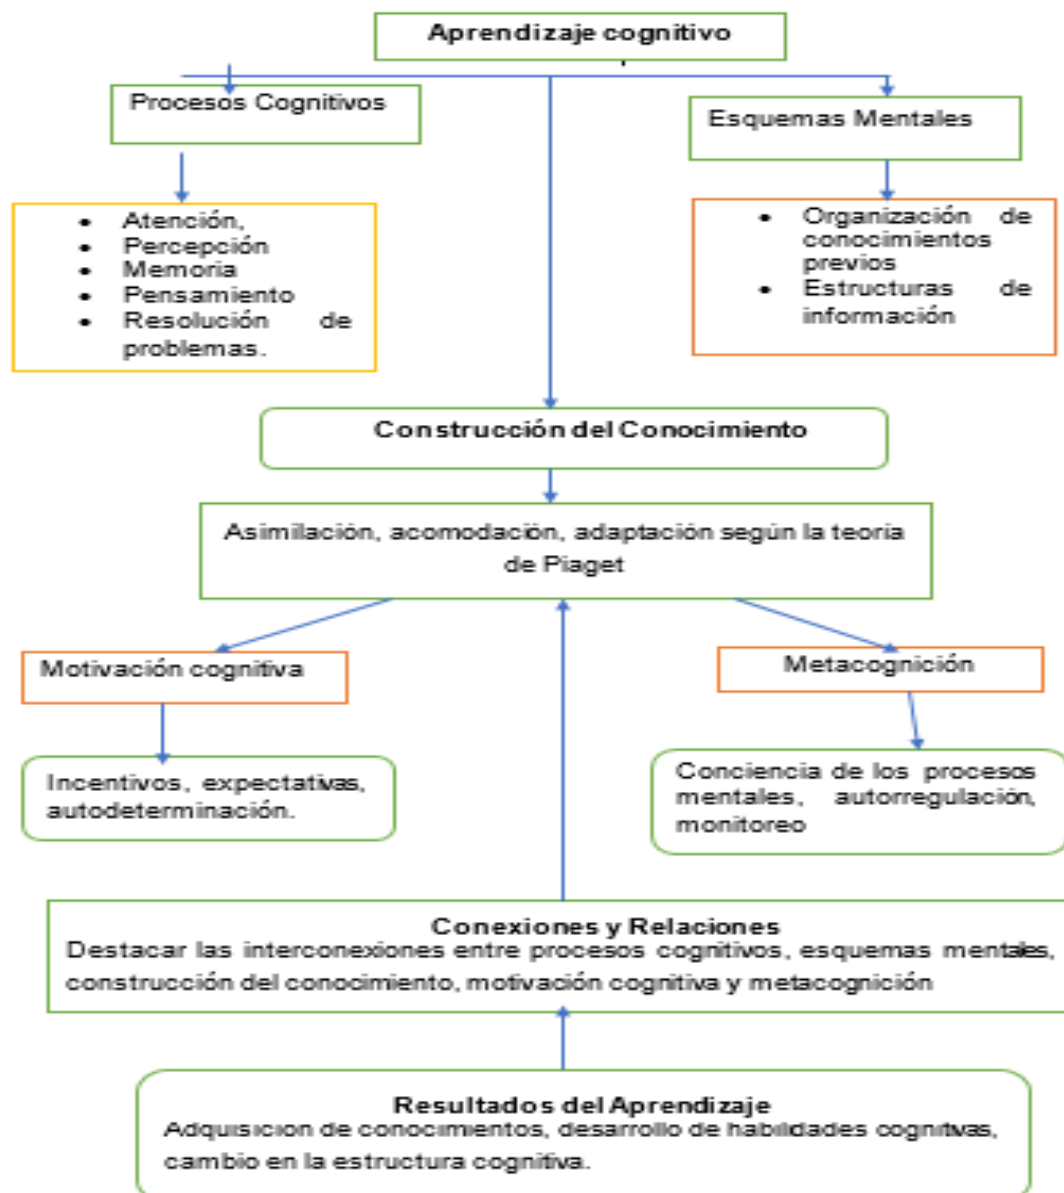 Aprendizaje cognitivo
Procesos Cognitivos
Esquemas Mentales
• Atención,
• Percepción
• Memoria
• Pensamiento
• Resolución de
problemas.
• Organización de
conocimientos
previos
• Estructuras de
información
Construcción del Conocimiento
Asimilación, acomodación, adaptación según la teoría
de Piaget
Motivación cognitiva
Metacognición
Incentivos, expectativas,
autodeterminación.
Conciencia de los procesos
mentales, autorregulación,
monitoreo
Conexiones y Relaciones
Destacar las interconexiones entre procesos cognitivos, esquemas mentales,
construcción del conocimiento, motivación cognitiva y metacognición
Resultados del Aprendizaje
Adquisición de conocimientos, desarrollo de habilidades cognitivas,
cambio en la estructura cognitiva.